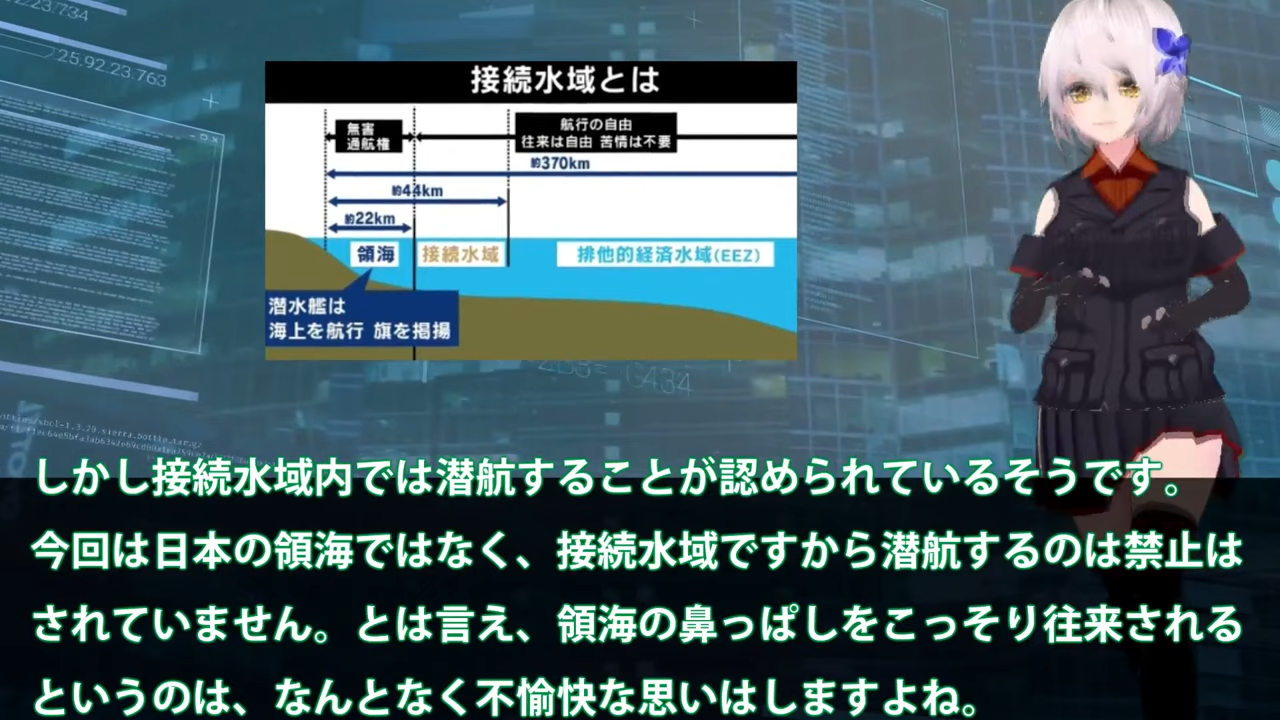 23/734
25.92.23.763
接続水域とは
無害
通航権
航行の自由
往来は自由 苦情は不要
約370km
約44km
約22km
領海
接続水域
排他的経済水域(EEZ)
潜水艦は
海上を航行 旗を掲揚
しかし接続水域内では潜航することが認められているそうです。
今回は日本の領海ではなく、接続水域ですから潜航するのは禁止は
されていません。とは言え、領海の鼻っぱしをこっそり往来される
というのは、なんとなく不愉快な思いはしますよね。